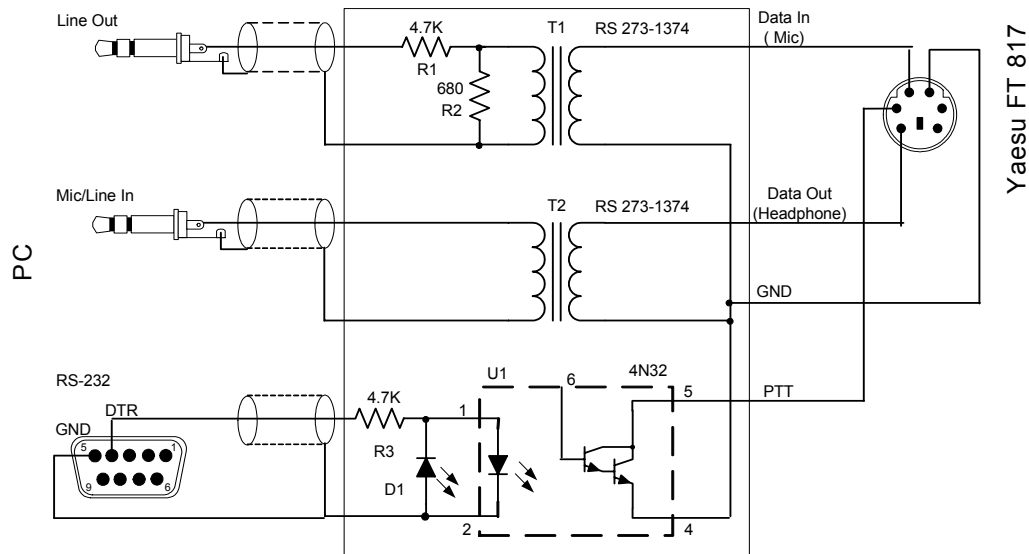 Line Out
4.7K
R1
680
R2
T1
RS 273-1374
Data In
( Mic)
Yaesu FT 817
Mic/Line In
T2
RS 273-1374
Data Out
(Headphone)
PC
GND
RS-232
DTR
GND
5
1
9
6
4.7K
R3
D1
U1
6
4N32
1
5
PTT
2
4